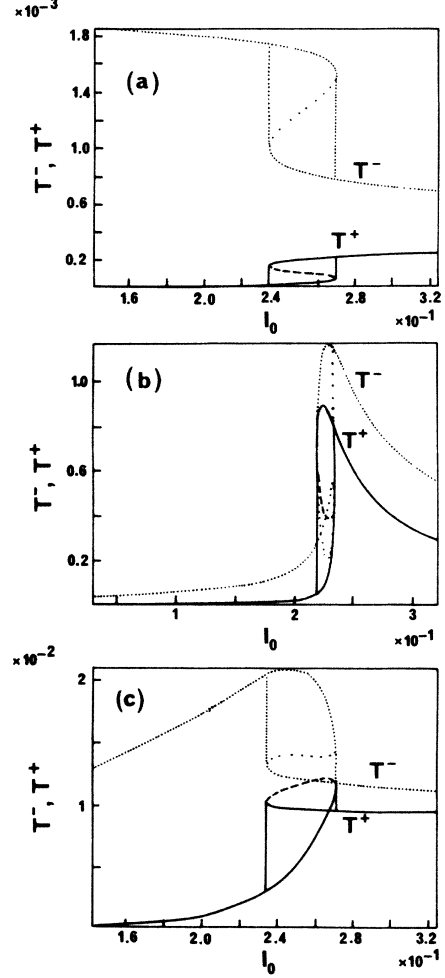 ×10⁻³
1.8
(a)
1.4
T⁻, T⁺
1.0
T⁻
0.6
T⁺
0.2
1.6 2.0 2.4 2.8 3.2
I₀ ×10⁻¹
1.0
(b)
T⁻
T⁺
0.6
T⁻, T⁺
0.2
1 2 3
I₀ ×10⁻¹
×10⁻²
2
(c)
T⁻
T⁻, T⁺
1
T⁺
1.6 2.0 2.4 2.8 3.2
I₀ ×10⁻¹